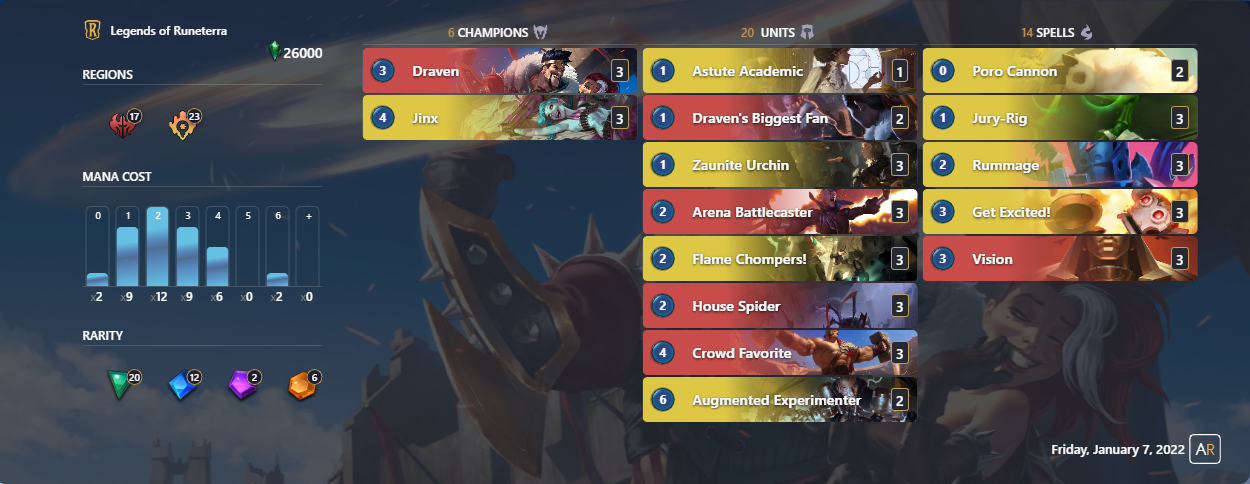 R Legends of Runeterra
26000
REGIONS
17 23
MANA COST
0 1 2 3 4 5 6 +
x2 x9 x12 x9 x6 x0 x2 x0
RARITY
20 12 2 6
6 CHAMPIONS
3 Draven 3
4 Jinx 3
20 UNITS
1 Astute Academic 1
1 Draven's Biggest Fan 2
1 Zaunite Urchin 3
2 Arena Battlecaster 3
2 Flame Chompers! 3
2 House Spider 3
4 Crowd Favorite 3
6 Augmented Experimenter 2
14 SPELLS
0 Poro Cannon 2
1 Jury-Rig 3
2 Rummage 3
3 Get Excited! 3
3 Vision 3
Friday, January 7, 2022 AR